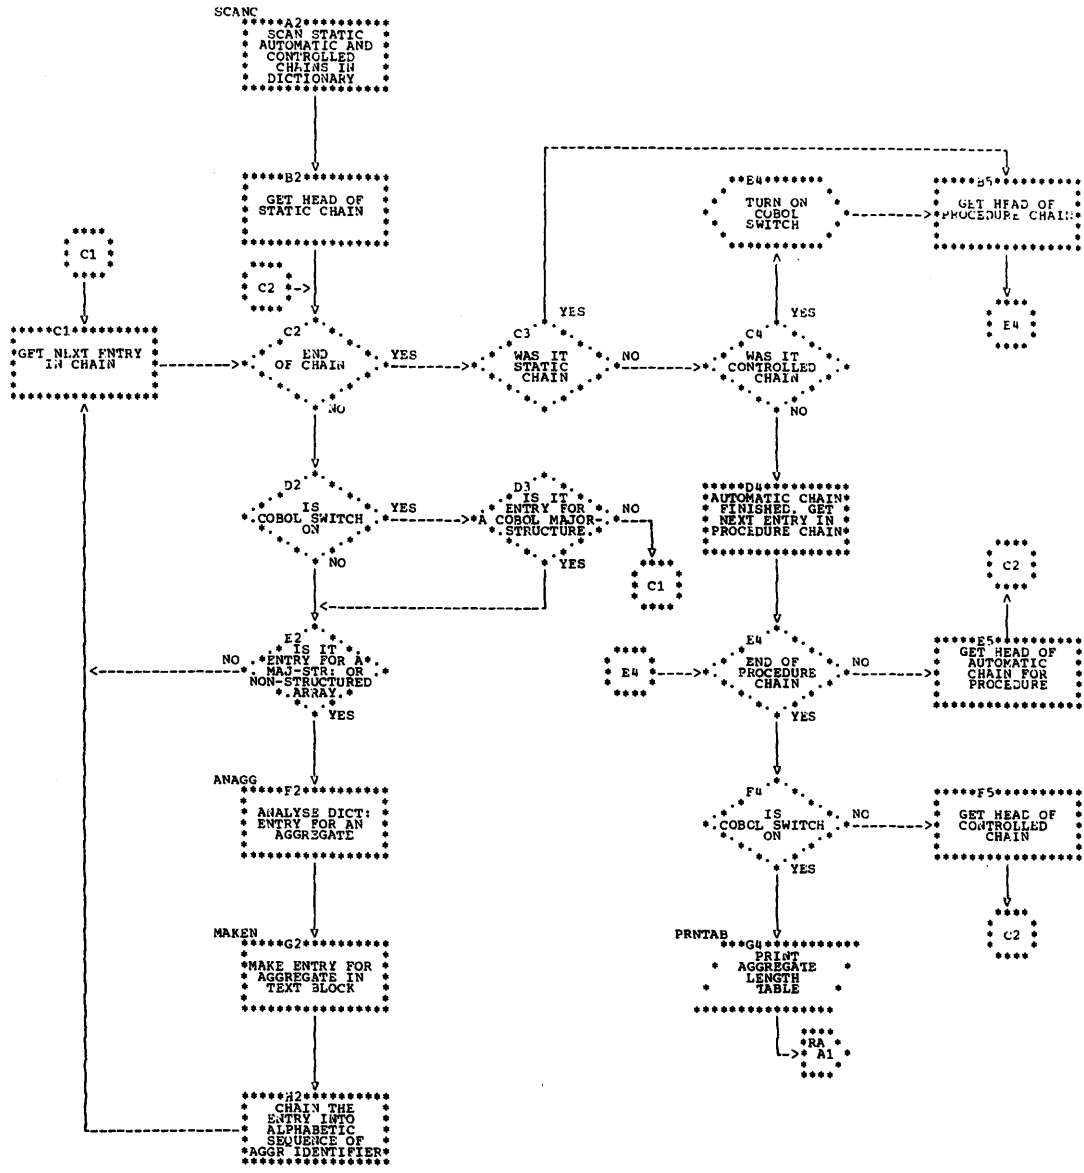 SCANC
A2
SCAN STATIC
AUTOMATIC AND
CONTROLLED
CHAINS IN
DICTIONARY
B2
GET HEAD OF
STATIC CHAIN
B4
TURN ON
COBOL
SWITCH
B5
GET HEAD OF
PROCEDURE CHAIN
C1
C2
E4
C1
GET NEXT ENTRY
IN CHAIN
C2
END
OF CHAIN
YES
NO
C3
WAS IT
STATIC
CHAIN
YES
NO
C4
WAS IT
CONTROLLED
CHAIN
YES
NO
D2
IS
COBOL SWITCH
ON
YES
NO
D3
IS IT
ENTRY FOR
A COBOL MAJOR-
STRUCTURE
NO
YES
C1
D4
AUTOMATIC CHAIN
FINISHED. GET
NEXT ENTRY IN
PROCEDURE CHAIN
C2
E2
IS IT
ENTRY FOR A
MAJ-STR: OR
NON-STRUCTURED
ARRAY
NO
YES
E4
E4
END OF
PROCEDURE
CHAIN
NO
YES
E5
GET HEAD OF
AUTOMATIC
CHAIN FOR
PROCEDURE
ANAGG
F2
ANALYSE DICT:
ENTRY FOR AN
AGGREGATE
F4
IS
COBOL SWITCH
ON
NO
YES
F5
GET HEAD OF
CONTROLLED
CHAIN
C2
MAKEN
G2
MAKE ENTRY FOR
AGGREGATE IN
TEXT BLOCK
PRNTAB
G4
PRINT
AGGREGATE
LENGTH
TABLE
RA
A1
H2
CHAIN THE
ENTRY INTO
ALPHABETIC
SEQUENCE OF
AGGR IDENTIFIER